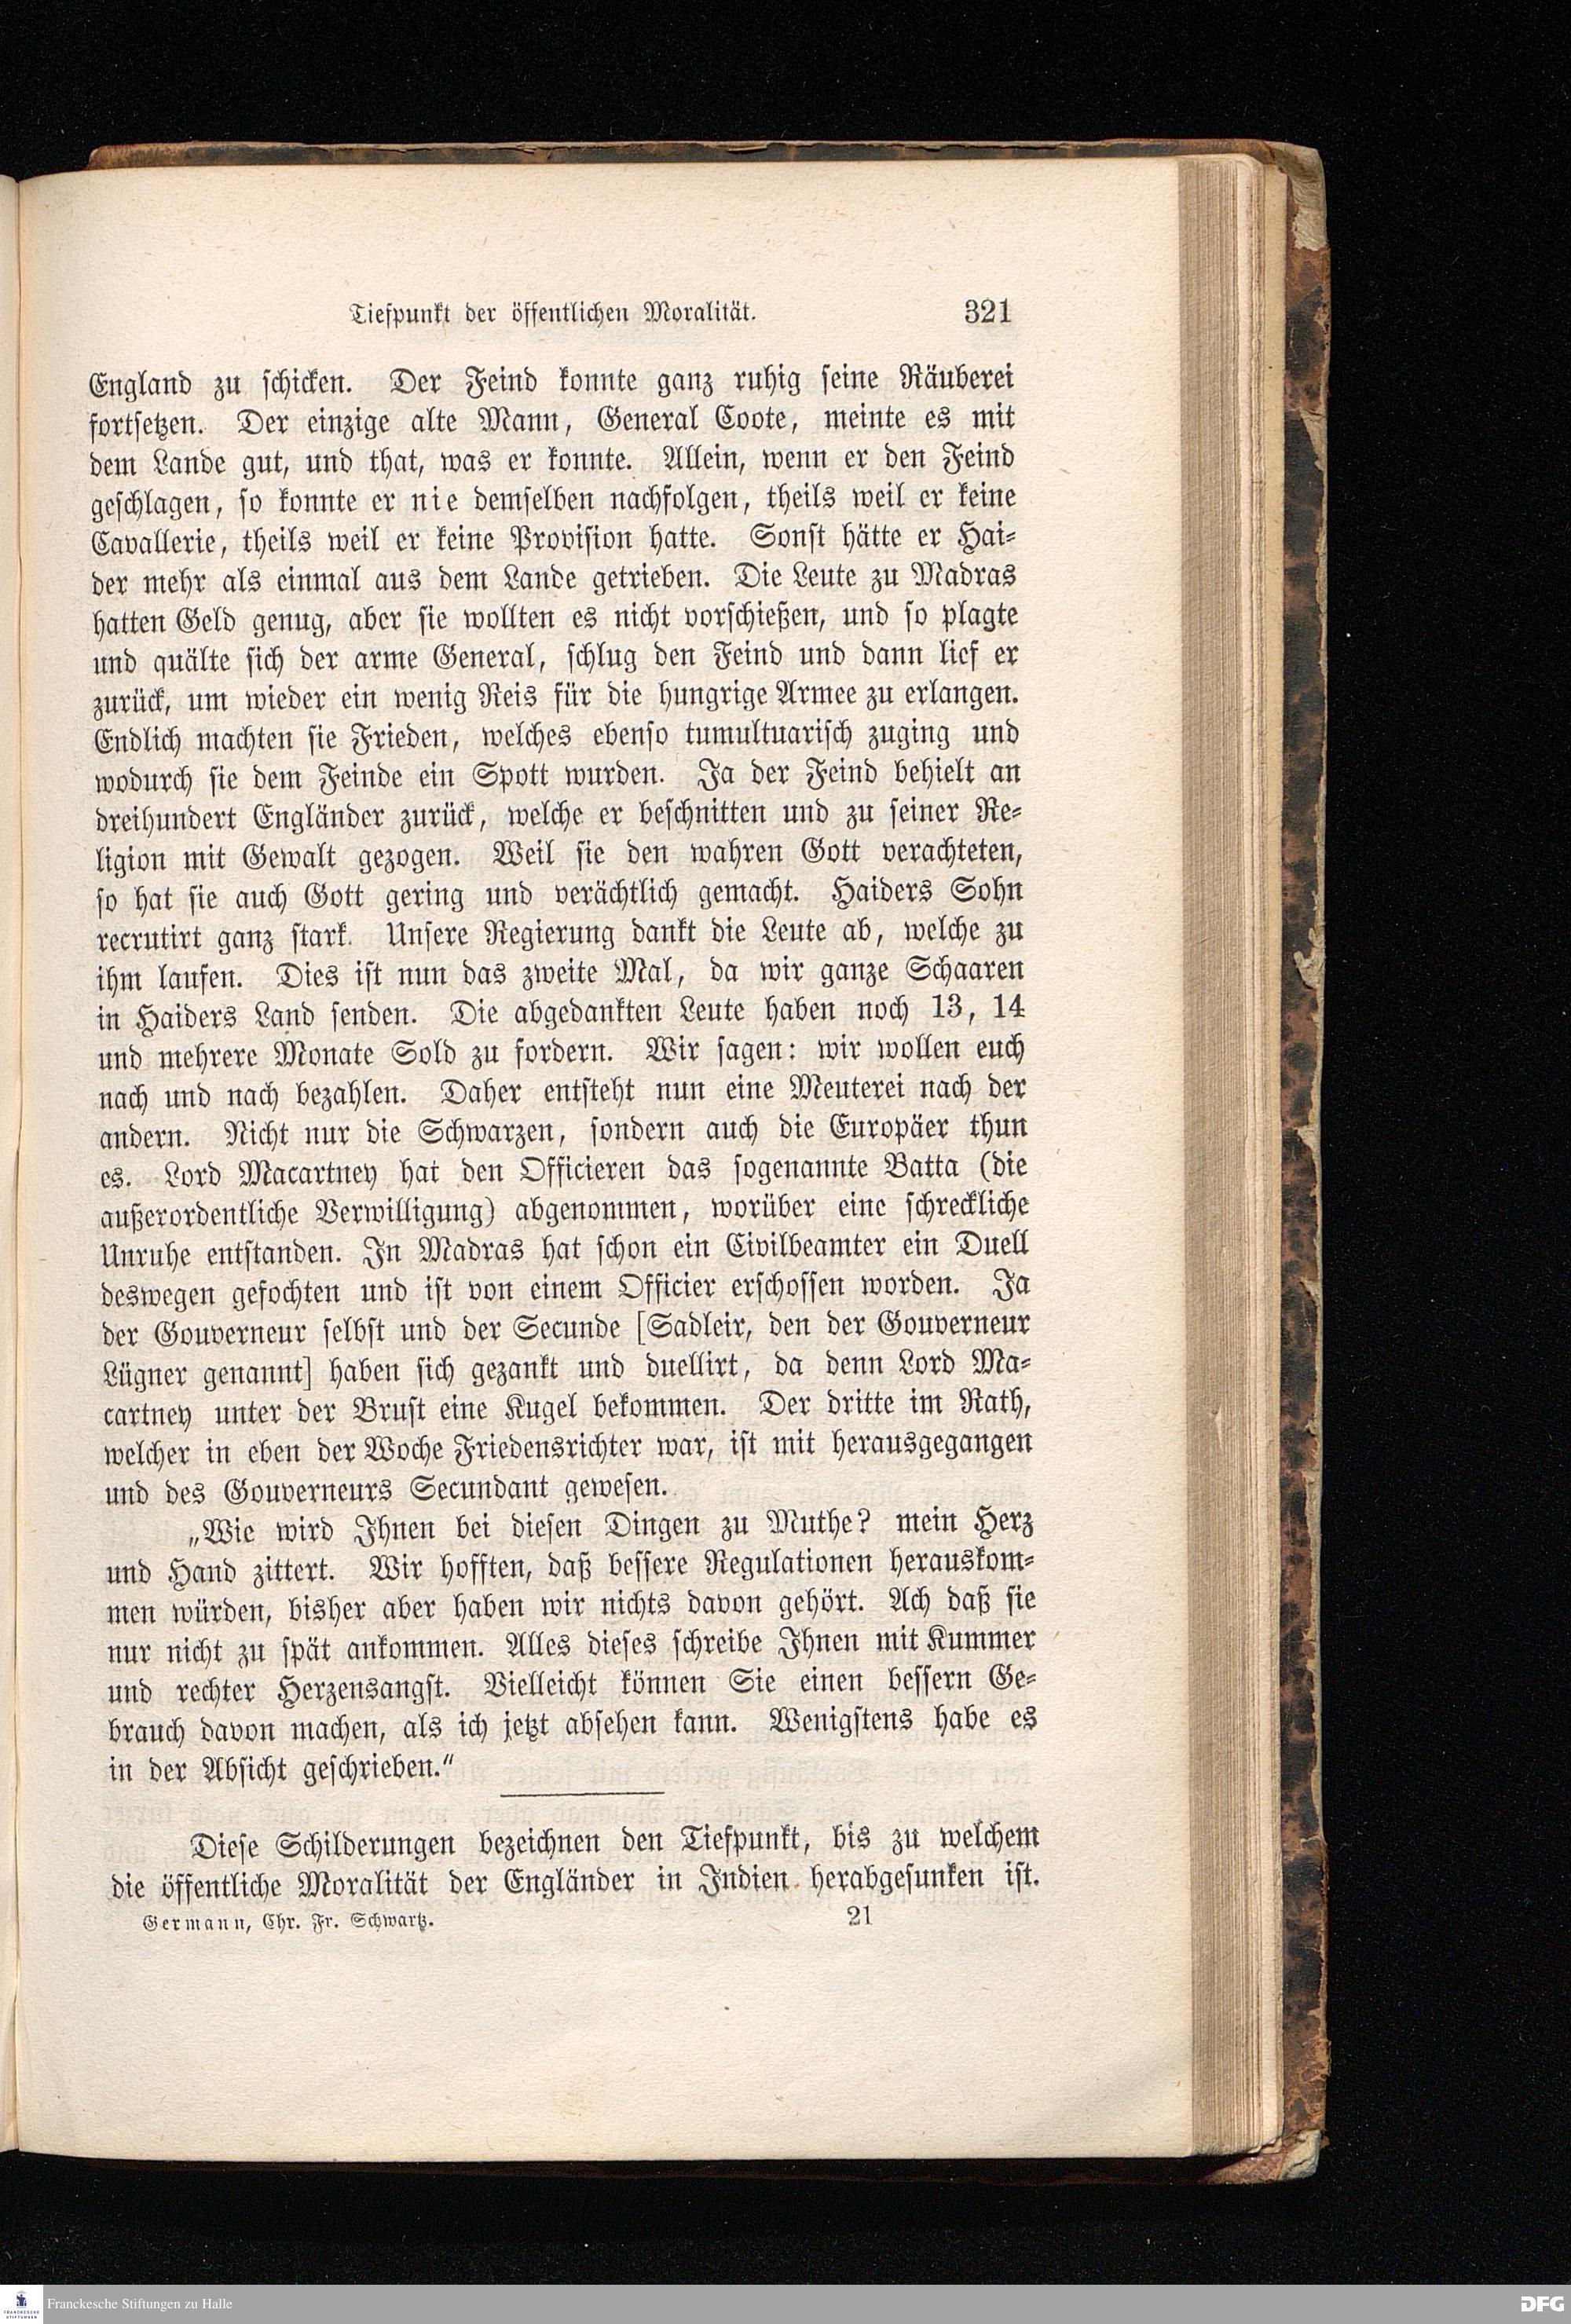 Tiefpunkt der öffentlichen Moralität. 321
England zu schicken. Der Feind konnte ganz ruhig seine Räuberei
fortsetzen. Der einzige alte Mann, General Coote, meinte es mit
dem Lande gut, und that, was er konnte. Allein, wenn er den Feind
geschlagen, so konnte er nie demselben nachfolgen, theils weil er keine
Cavallerie, theils weil er keine Provision hatte. Sonst hätte er Hai-
der mehr als einmal aus dem Lande getrieben. Die Leute zu Madras
hatten Geld genug, aber sie wollten es nicht vorschießen, und so plagte
und quälte sich der arme General, schlug den Feind und dann lief er
zurück, um wieder ein wenig Reis für die hungrige Armee zu erlangen.
Endlich machten sie Frieden, welches ebenso tumultuarisch zuging und
wodurch sie dem Feinde ein Spott wurden. Ja der Feind behielt an
dreihundert Engländer zurück, welche er beschnitten und zu seiner Re-
ligion mit Gewalt gezogen. Weil sie den wahren Gott verachteten,
so hat sie auch Gott gering und verächtlich gemacht. Haiders Sohn
recrutirt ganz stark. Unsere Regierung dankt die Leute ab, welche zu
ihm laufen. Dies ist nun das zweite Mal, da wir ganze Schaaren
in Haiders Land senden. Die abgedankten Leute haben noch 13, 14
und mehrere Monate Sold zu fordern. Wir sagen: wir wollen euch
nach und nach bezahlen. Daher entsteht nun eine Meuterei nach der
andern. Nicht nur die Schwarzen, sondern auch die Europäer thun
es. Lord Macartney hat den Officieren das sogenannte Batta (die
außerordentliche Verwilligung) abgenommen, worüber eine schreckliche
Unruhe entstanden. In Madras hat schon ein Civilbeamter ein Duell
deswegen gefochten und ist von einem Officier erschossen worden. Ja
der Gouverneur selbst und der Secunde [Sadleir, den der Gouverneur
Lügner genannt] haben sich gezankt und duellirt, da denn Lord Ma-
cartney unter der Brust eine Kugel bekommen. Der dritte im Rath,
welcher in eben der Woche Friedensrichter war, ist mit herausgegangen
und des Gouverneurs Secundant gewesen.
„Wie wird Ihnen bei diesen Dingen zu Muthe? mein Herz
und Hand zittert. Wir hofften, daß bessere Regulationen herauskom-
men würden, bisher aber haben wir nichts davon gehört. Ach daß sie
nur nicht zu spät ankommen. Alles dieses schreibe Ihnen mit Kummer
und rechter Herzensangst. Vielleicht können Sie einen bessern Ge-
brauch davon machen, als ich jetzt absehen kann. Wenigstens habe es
in der Absicht geschrieben.“
Diese Schilderungen bezeichnen den Tiefpunkt, bis zu welchem
die öffentliche Moralität der Engländer in Indien herabgesunken ist.
Germann, Chr. Fr. Schwartz. 21
FRANCKESCHE
STIFTUNGEN
Franckesche Stiftungen zu Halle
DFG